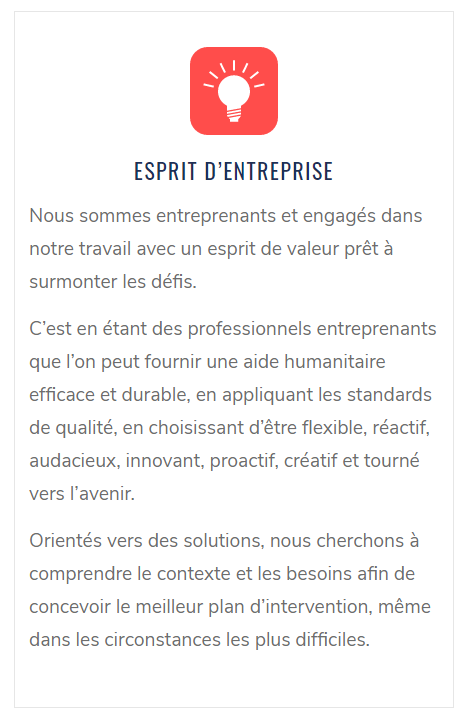 ESPRIT D’ENTREPRISE
Nous sommes entreprenants et engagés dans
notre travail avec un esprit de valeur prêt à
surmonter les défis.
C’est en étant des professionnels entreprenants
que l’on peut fournir une aide humanitaire
efficace et durable, en appliquant les standards
de qualité, en choisissant d’être flexible, réactif,
audacieux, innovant, proactif, créatif et tourné
vers l’avenir.
Orientés vers des solutions, nous cherchons à
comprendre le contexte et les besoins afin de
concevoir le meilleur plan d’intervention, même
dans les circonstances les plus difficiles.